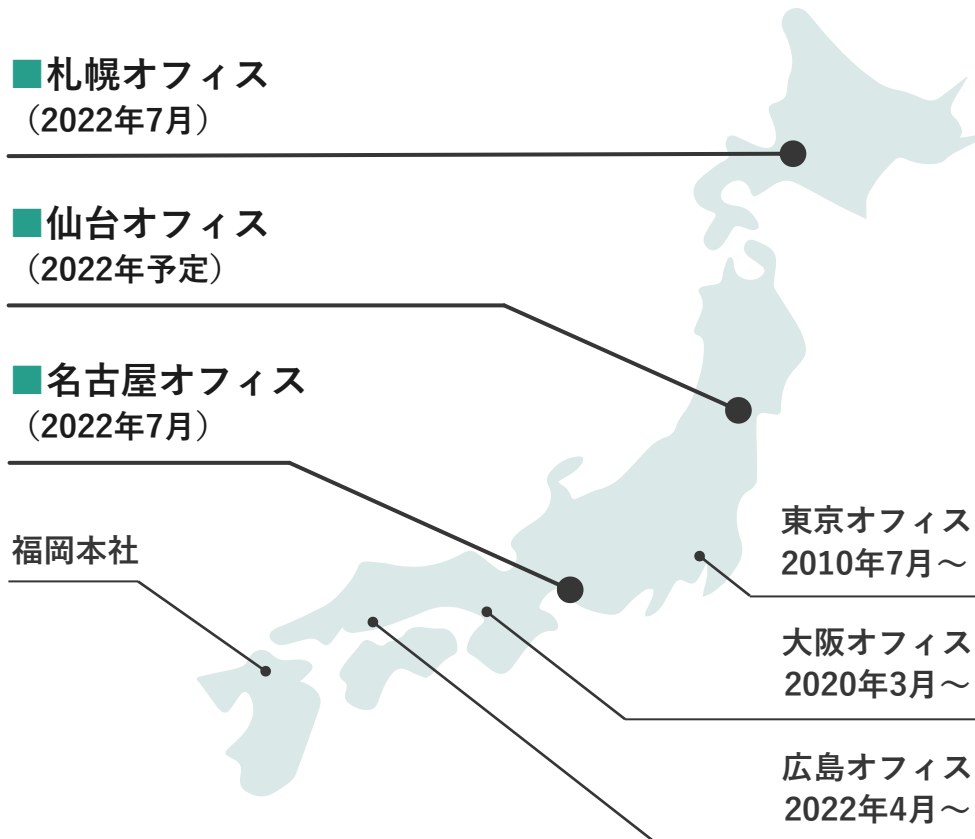 ■札幌オフィス
（2022年7月）
■仙台オフィス
（2022年予定）
■名古屋オフィス
（2022年7月）
福岡本社
東京オフィス
2010年7月～
大阪オフィス
2020年3月～
広島オフィス
2022年4月～